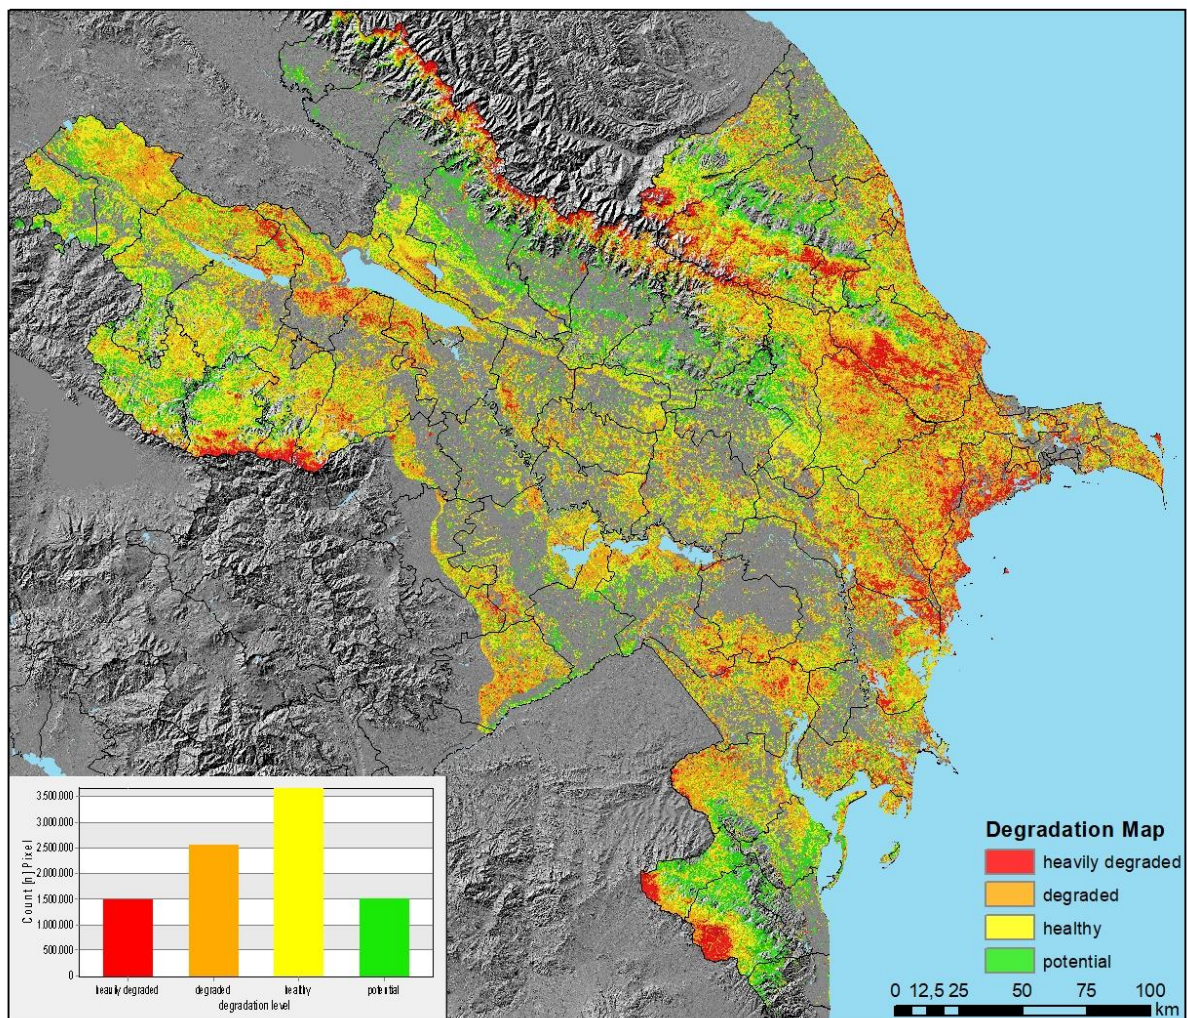 3.500.000
3.000.000
2.500.000
2.000.000
1.500.000
1.000.000
500.000
0
Count [n] Pixel
heavily degraded degraded healthy potential
degradation level
Degradation Map
heavily degraded
degraded
healthy
potential
0 12,5 25 50 75 100
km